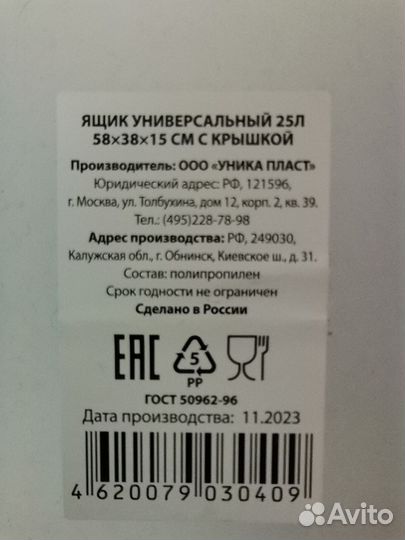 ЯЩИК УНИВЕРСАЛЬНЫЙ 25Л
58×38×15 СМ С КРЫШКОЙ
Производитель: ООО «УНИКА ПЛАСТ»
Юридический адрес: РФ, 121596,
г. Москва, ул. Толбухина, дом 12, корп. 2, кв. 39.
Тел.: (495)228-78-98
Адрес производства: РФ, 249030,
Калужская обл., г. Обнинск, Киевское ш., д. 31.
Состав: полипропилен
Срок годности не ограничен
Сделано в России
EAC
5
PP
ГОСТ 50962-96
Дата производства: 11.2023
4 620079 030409
Avito